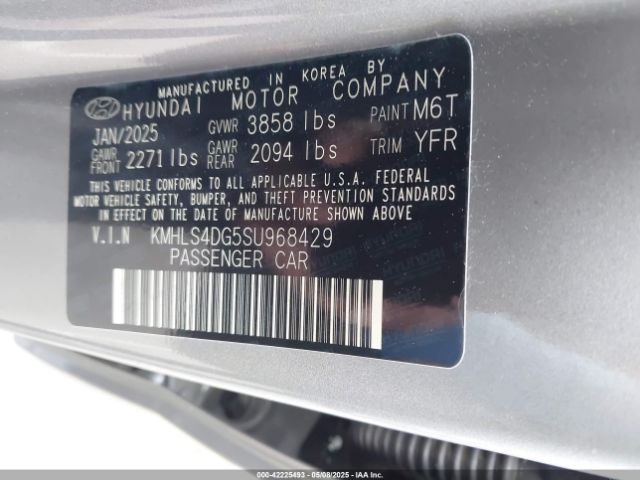 MANUFACTURED IN KOREA BY
HYUNDAI MOTOR COMPANY
JAN/2025 GVWR 3858 lbs PAINT M6T
GAWR FRONT 2271 lbs GAWR REAR 2094 lbs TRIM YFR
THIS VEHICLE CONFORMS TO ALL APPLICABLE U.S.A. FEDERAL
MOTOR VEHICLE SAFETY, BUMPER, AND THEFT PREVENTION STANDARDS
IN EFFECT ON THE DATE OF MANUFACTURE SHOWN ABOVE
V.I.N KMHLS4DG5SU968429
PASSENGER CAR
000-42225493 - 05/08/2025 - IAA Inc.